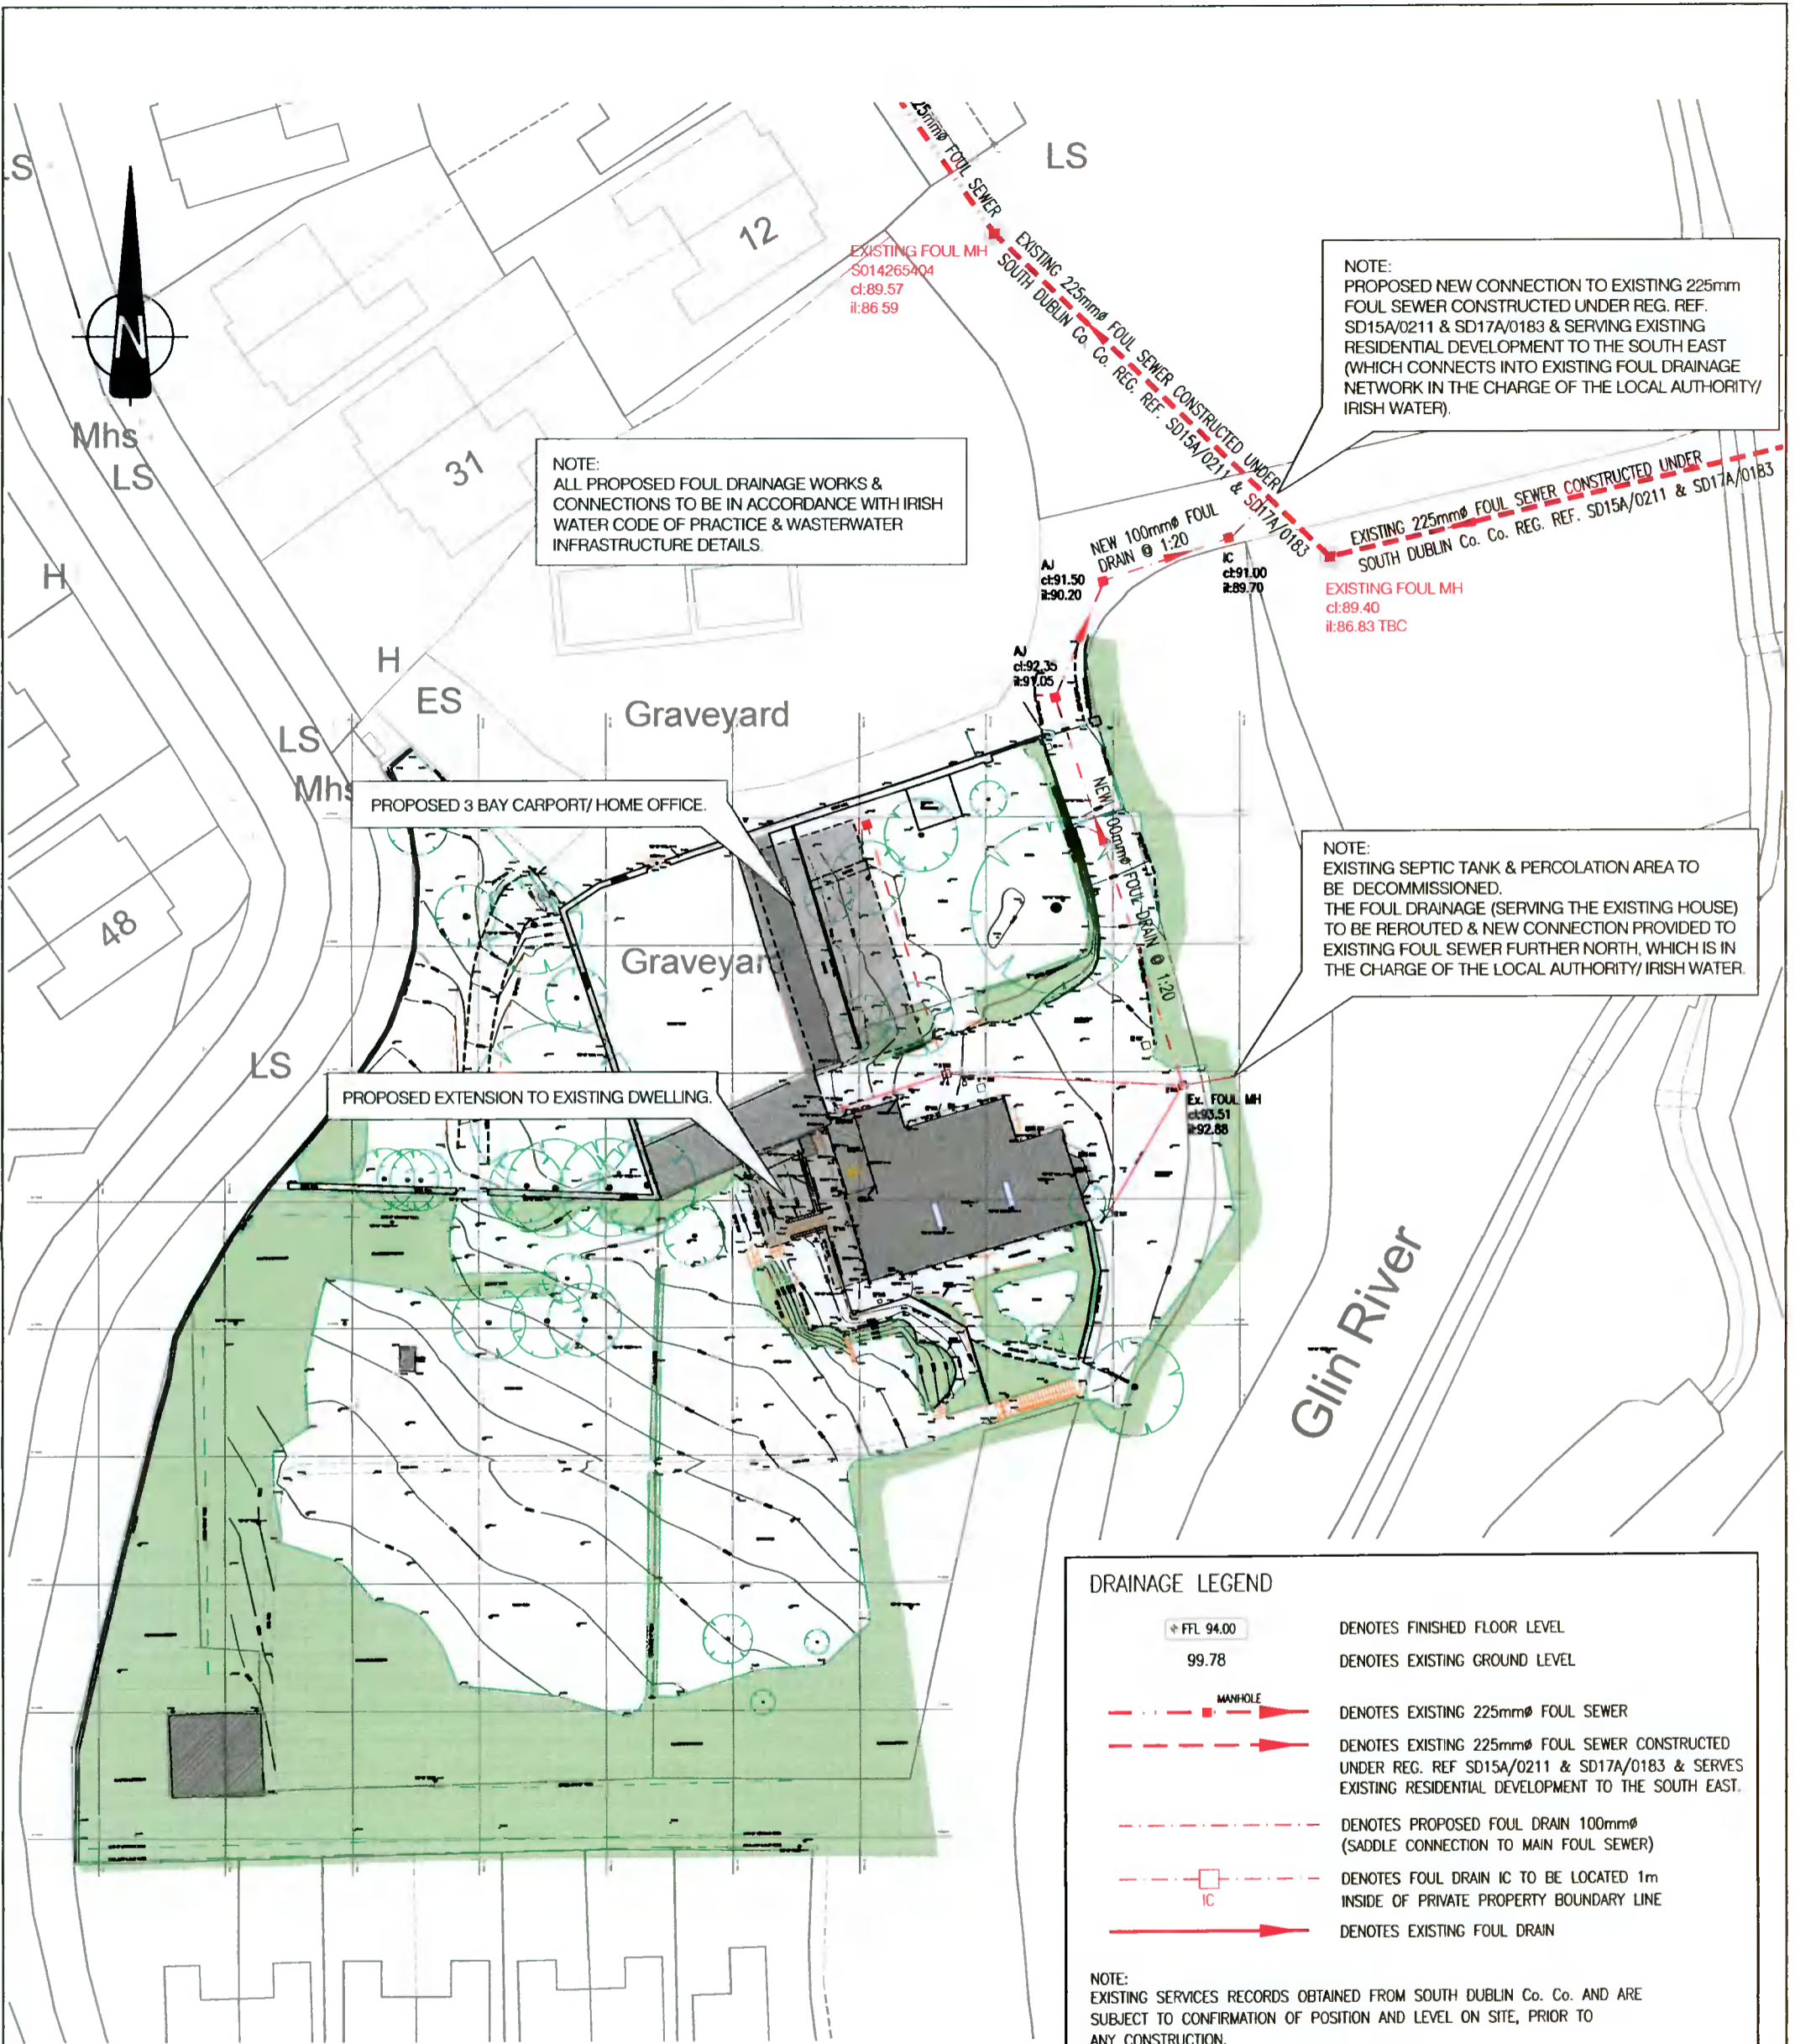 LS
LS
25mmø FOUL SEWER
12
EXISTING FOUL MH
S014265404
cl:89.57
il:86 59
EXISTING 225mmø FOUL SEWER CONSTRUCTED UNDER
SOUTH DUBLIN Co. Co. REG. REF. SD15A/0211 & SD17A/0183
NOTE:
PROPOSED NEW CONNECTION TO EXISTING 225mm
FOUL SEWER CONSTRUCTED UNDER REG. REF.
SD15A/0211 & SD17A/0183 & SERVING EXISTING
RESIDENTIAL DEVELOPMENT TO THE SOUTH EAST
(WHICH CONNECTS INTO EXISTING FOUL DRAINAGE
NETWORK IN THE CHARGE OF THE LOCAL AUTHORITY/
IRISH WATER).
N
Mhs
LS
31
NOTE:
ALL PROPOSED FOUL DRAINAGE WORKS &
CONNECTIONS TO BE IN ACCORDANCE WITH IRISH
WATER CODE OF PRACTICE & WASTERWATER
INFRASTRUCTURE DETAILS.
EXISTING 225mmø FOUL SEWER CONSTRUCTED UNDER
SOUTH DUBLIN Co. Co. REG. REF. SD15A/0211 & SD17A/0183
NEW 100mmø FOUL
DRAIN @ 1:20
AJ
cl:91.50
il:90.20
IC
cl:91.00
il:89.70
EXISTING FOUL MH
cl:89.40
il:86.83 TBC
H
H
ES
AJ
cl:92.35
il:91.05
Graveyard
LS
Mhs
PROPOSED 3 BAY CARPORT/ HOME OFFICE.
NEW 100mmø FOUL DRAIN @ 1:20
NOTE:
EXISTING SEPTIC TANK & PERCOLATION AREA TO
BE DECOMMISSIONED.
THE FOUL DRAINAGE (SERVING THE EXISTING HOUSE)
TO BE REROUTED & NEW CONNECTION PROVIDED TO
EXISTING FOUL SEWER FURTHER NORTH, WHICH IS IN
THE CHARGE OF THE LOCAL AUTHORITY/ IRISH WATER.
48
Graveyar
LS
PROPOSED EXTENSION TO EXISTING DWELLING.
Ex. FOUL MH
cl:93.51
il:92.88
Glin River
DRAINAGE LEGEND
FFL 94.00
DENOTES FINISHED FLOOR LEVEL
99.78
DENOTES EXISTING GROUND LEVEL
MANHOLE
DENOTES EXISTING 225mmø FOUL SEWER
DENOTES EXISTING 225mmø FOUL SEWER CONSTRUCTED
UNDER REG. REF SD15A/0211 & SD17A/0183 & SERVES
EXISTING RESIDENTIAL DEVELOPMENT TO THE SOUTH EAST.
DENOTES PROPOSED FOUL DRAIN 100mmø
(SADDLE CONNECTION TO MAIN FOUL SEWER)
IC
DENOTES FOUL DRAIN IC TO BE LOCATED 1m
INSIDE OF PRIVATE PROPERTY BOUNDARY LINE
DENOTES EXISTING FOUL DRAIN
NOTE:
EXISTING SERVICES RECORDS OBTAINED FROM SOUTH DUBLIN Co. Co. AND ARE
SUBJECT TO CONFIRMATION OF POSITION AND LEVEL ON SITE, PRIOR TO
ANY CONSTRUCTION.